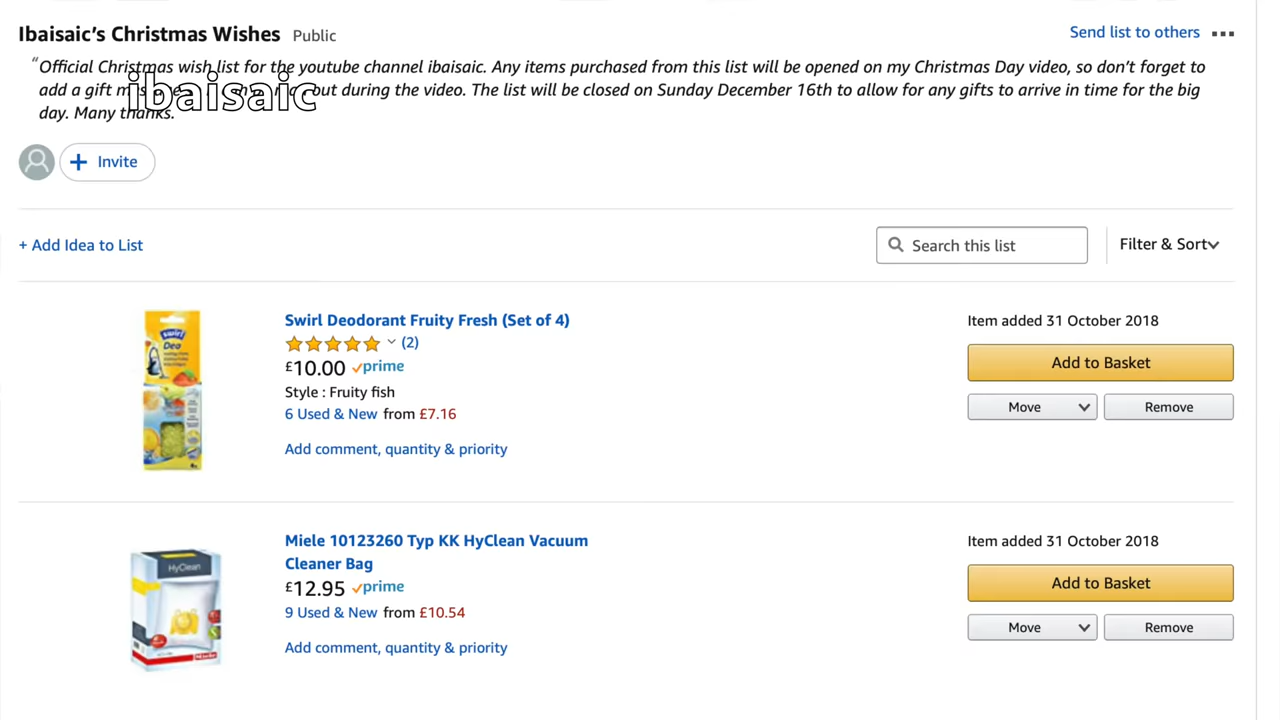 Ibaisaic's Christmas Wishes Public
Send list to others
"Official Christmas wish list for the youtube channel ibaisaic. Any items purchased from this list will be opened on my Christmas Day video, so don't forget to
add a gift out during the video. The list will be closed on Sunday December 16th to allow for any gifts to arrive in time for the big
day. Many thanks.
ibaisaic
+ Invite
+ Add Idea to List
Search this list
Filter & Sort
Swirl Deodorant Fruity Fresh (Set of 4)
(2)
£10.00 prime
Style : Fruity fish
6 Used & New from £7.16
Add comment, quantity & priority
Item added 31 October 2018
Add to Basket
Move
Remove
swirl
Deo
Miele 10123260 Typ KK HyClean Vacuum
Cleaner Bag
£12.95 prime
9 Used & New from £10.54
Add comment, quantity & priority
Item added 31 October 2018
Add to Basket
Move
Remove
HyClean
Miele